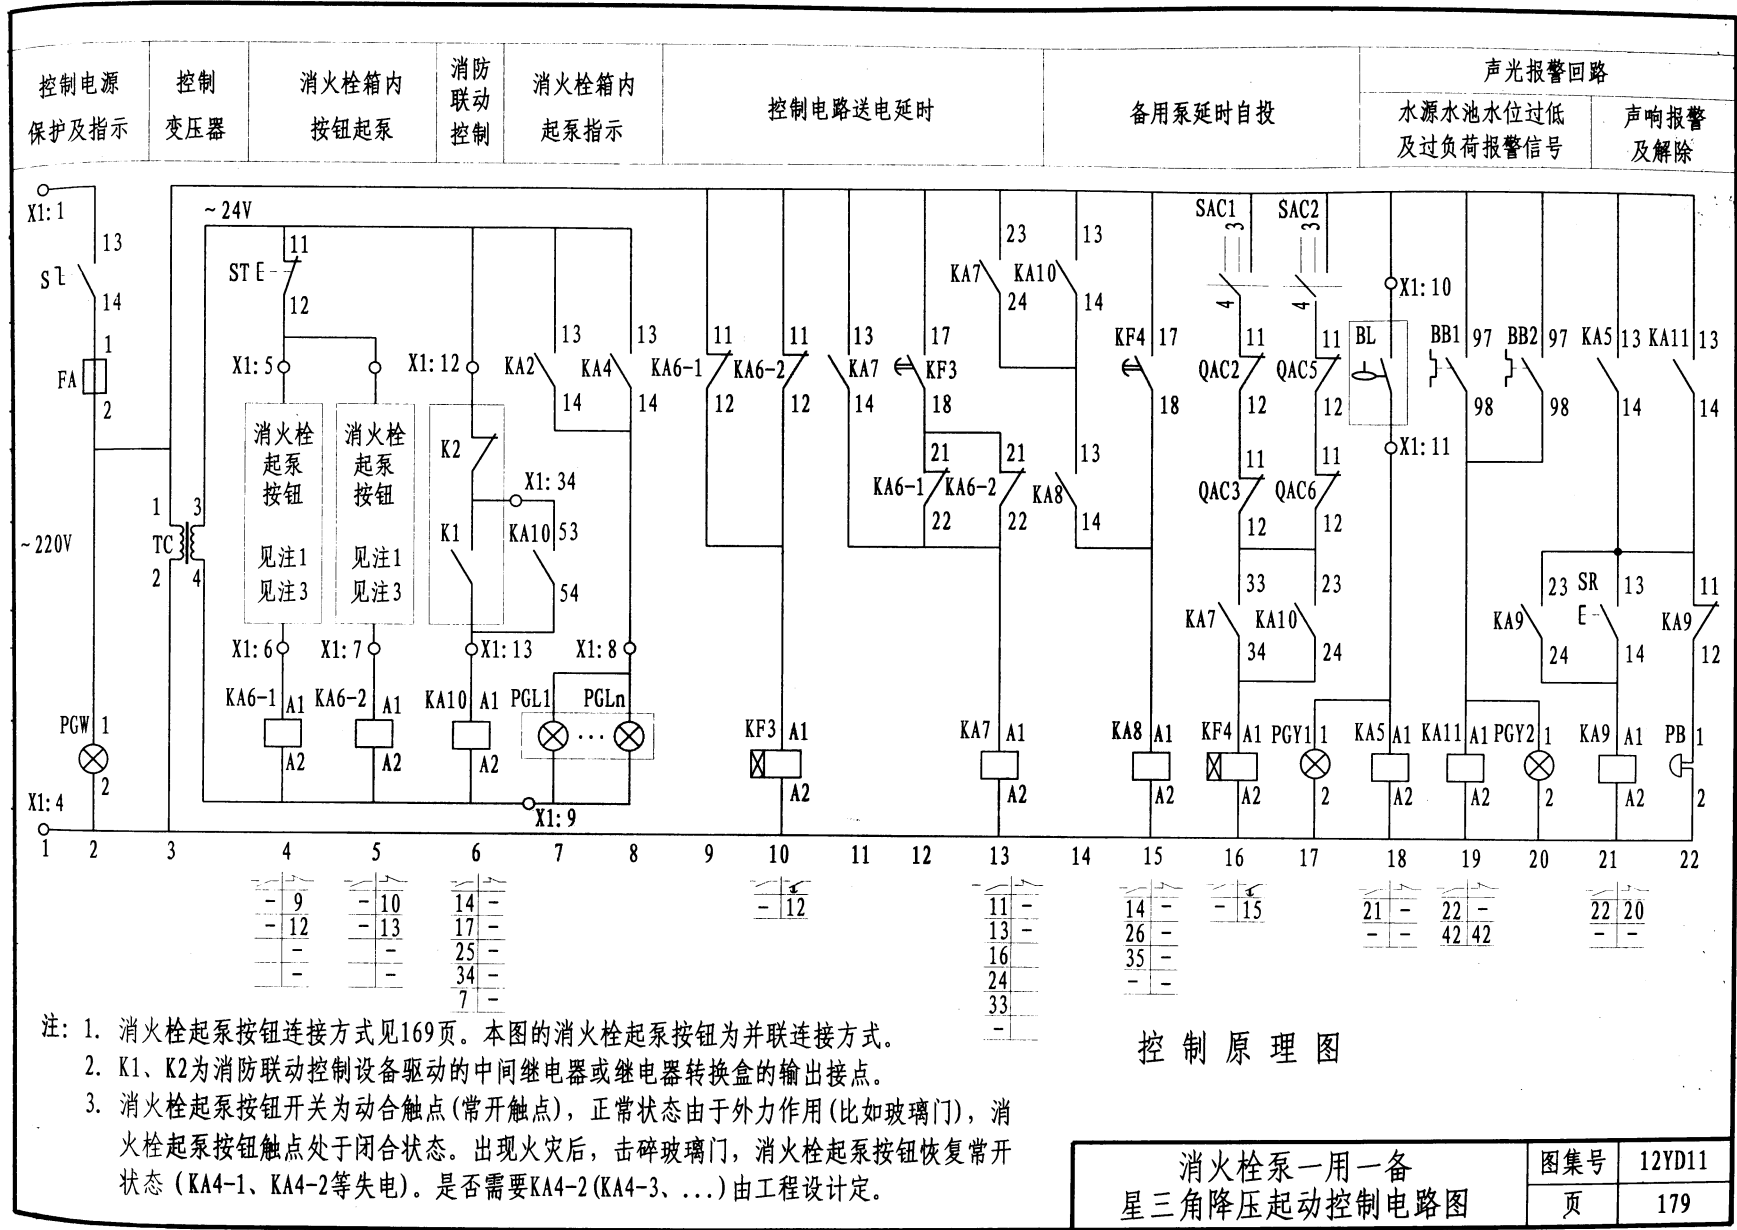 控制电源
保护及指示
控制
变压器
消火栓箱内
按钮起泵
消防
联动
控制
消火栓箱内
起泵指示
控制电路送电延时
备用泵延时自投
声光报警回路
水源水池水位过低
及过负荷报警信号
声响报警
及解除
X1:1
~24V
SAC1 3
SAC2 3
13
S
14
11
ST E
12
23
KA7
24
13
KA10
14
4
4
X1:10
1
FA
2
X1:5
X1:12
13
KA2
14
13
KA4
14
11
KA6-1
12
11
KA6-2
12
13
KA7
14
17
KF3
18
KF4 17
18
11
QAC2
12
11
QAC5
12
BL
BB1 97
98
BB2 97
98
KA5 13
14
KA11 13
14
消火栓
起泵
按钮
见注1
见注3
消火栓
起泵
按钮
见注1
见注3
K2
X1:34
K1
KA10 53
54
21
KA6-1
22
21
KA6-2
22
13
KA8
14
11
QAC3
12
11
QAC6
12
X1:11
~220V
1 3
TC
2 4
33
KA7
34
23
KA10
24
23
KA9
24
SR 13
E
14
11
KA9
12
X1:6
X1:7
X1:13
X1:8
PGW 1
2
KA6-1 A1
A2
KA6-2 A1
A2
KA10 A1
A2
PGL1
...
PGLn
KF3 A1
A2
KA7 A1
A2
KA8 A1
A2
KF4 A1
A2
PGY1 1
2
KA5 A1
A2
KA11 A1
A2
PGY2 1
2
KA9 A1
A2
PB 1
2
X1:4
X1:9
1 2 3 4 5 6 7 8 9 10 11 12 13 14 15 16 17 18 19 20 21 22
- 9
- 12
-
-
- 10
- 13
-
-
14 -
17 -
25 -
34 -
7 -
- 12
11 -
13 -
16
24
33
-
14 -
26 -
35 -
- -
- 15
21 -
- -
22 -
42 42
22 20
- -
注: 1. 消火栓起泵按钮连接方式见169页。本图的消火栓起泵按钮为并联连接方式。
2. K1、K2为消防联动控制设备驱动的中间继电器或继电器转换盒的输出接点。
3. 消火栓起泵按钮开关为动合触点(常开触点), 正常状态由于外力作用(比如玻璃门), 消
火栓起泵按钮触点处于闭合状态。出现火灾后, 击碎玻璃门, 消火栓起泵按钮恢复常开
状态 (KA4-1、KA4-2等失电)。是否需要KA4-2(KA4-3、...)由工程设计定。
控制原理图
消火栓泵一用一备
星三角降压起动控制电路图
图集号 12YD11
页 179